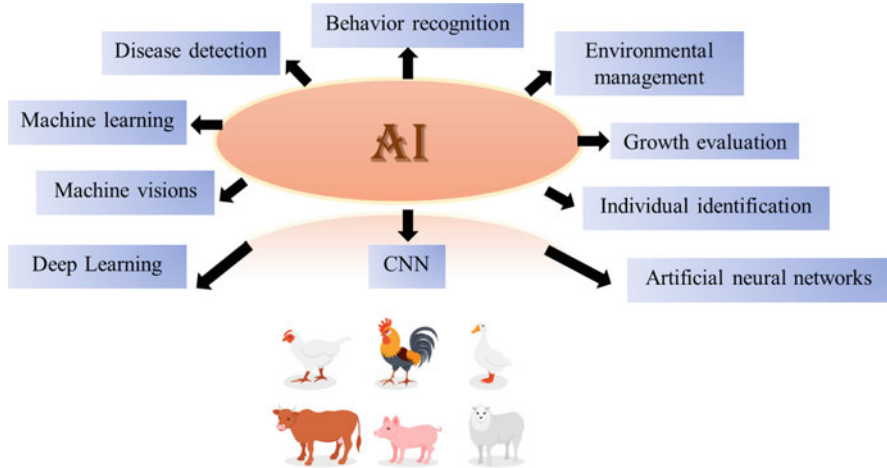 Behavior recognition
Disease detection
Environmental
management
Machine learning
AI
Growth evaluation
Machine visions
Individual identification
Deep Learning
CNN
Artificial neural networks